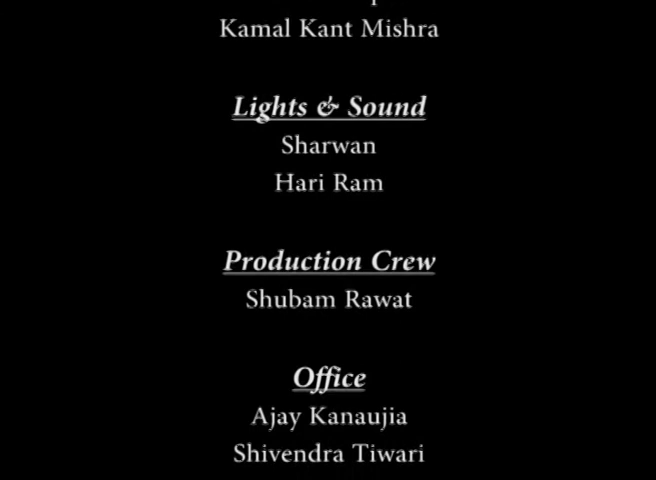 Kamal Kant Mishra
Lights & Sound
Sharwan
Hari Ram
Production Crew
Shubam Rawat
Office
Ajay Kanaujia
Shivendra Tiwari